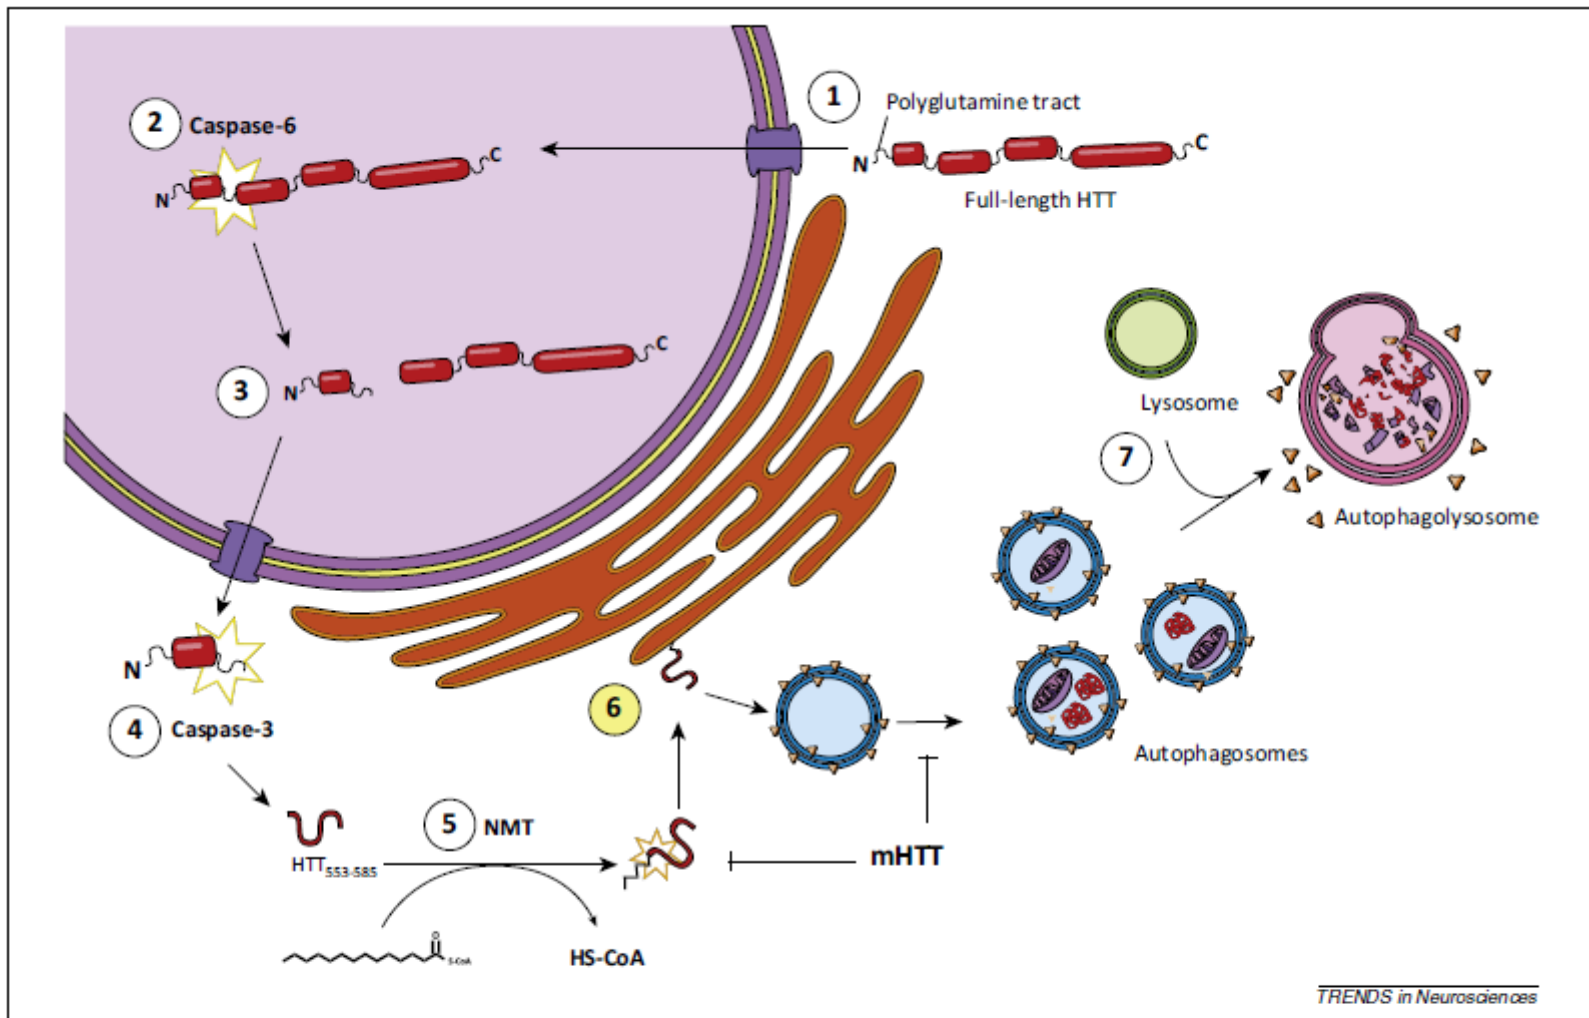 1
Polyglutamine tract
2
Caspase-6
N
C
Full-length HTT
N
C
3
N
C
Lysosome
7
Autophagolysosome
N
4
Caspase-3
6
Autophagosomes
5
NMT
HTT553-585
mHTT
O
S-CoA
HS-CoA
TRENDS in Neurosciences